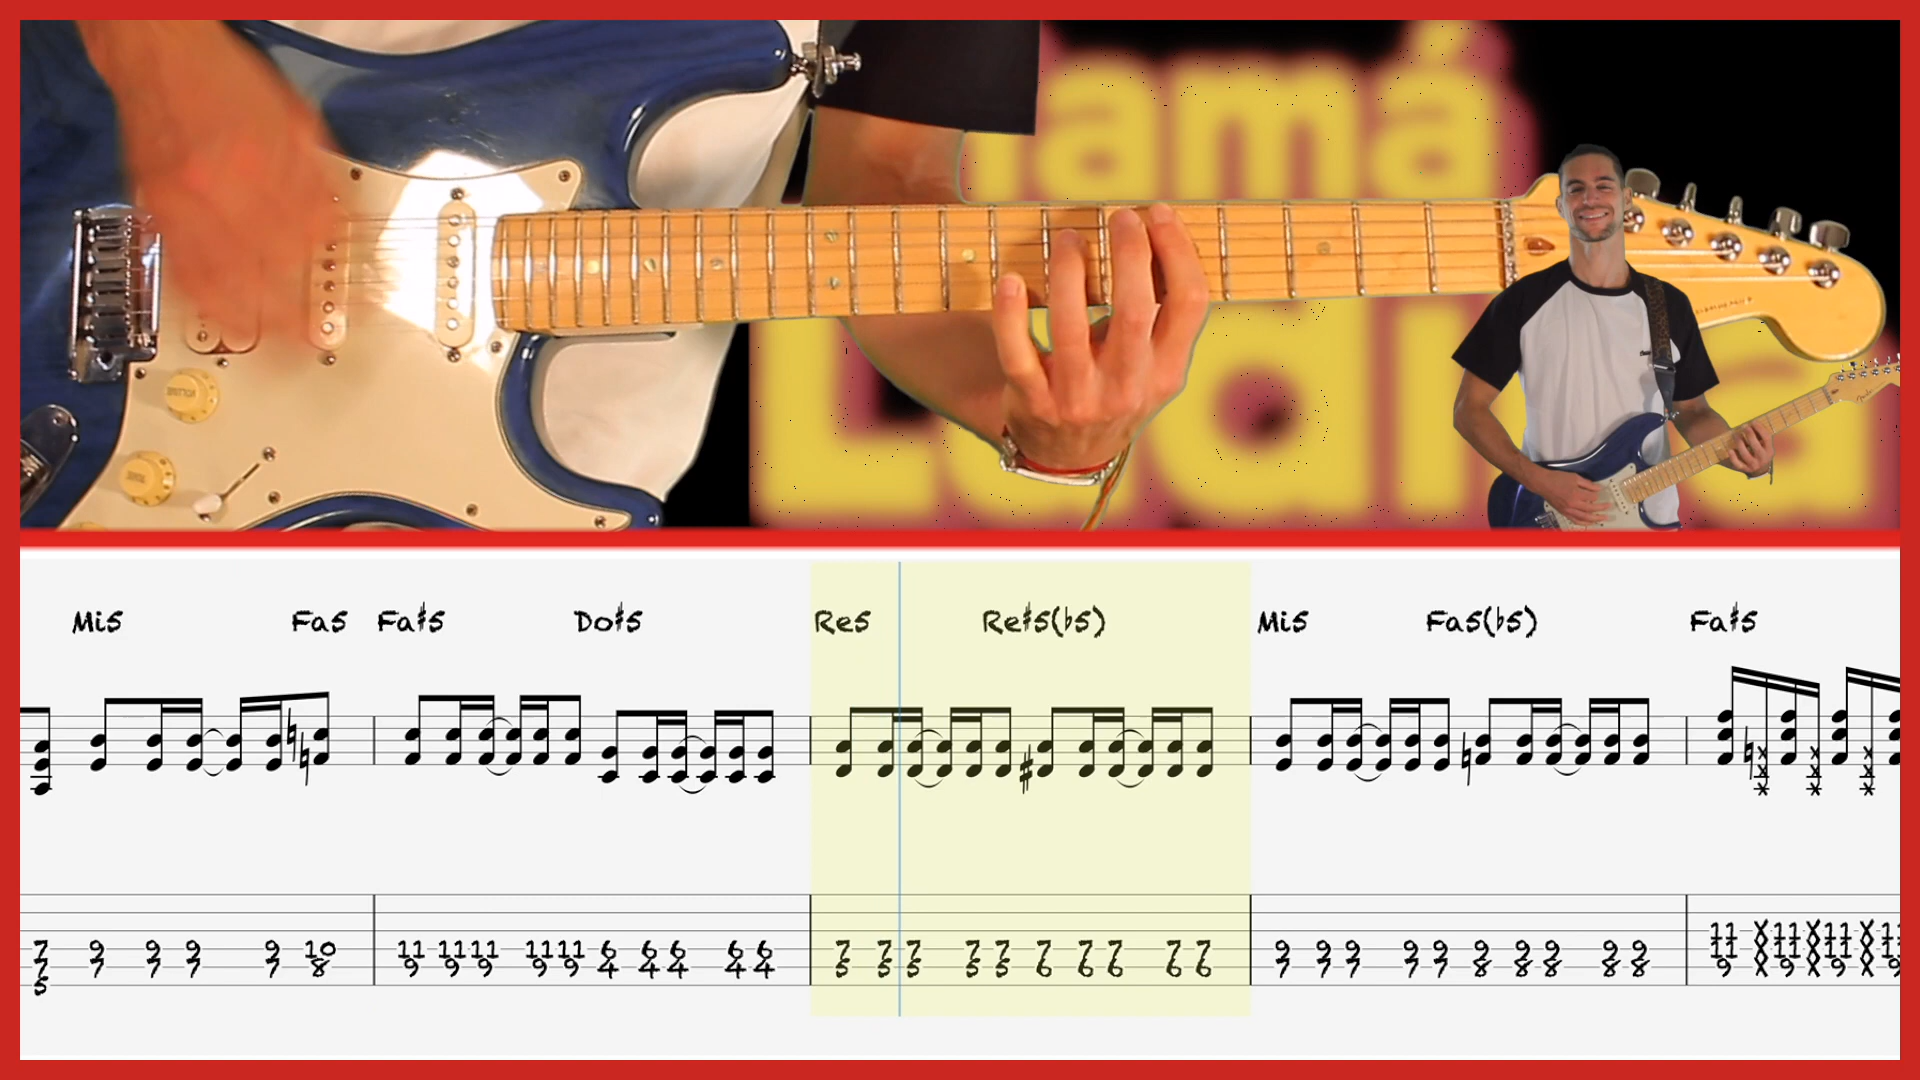 amá
Ladilla
Mi5 Fa5 Fa♯5 Do♯5 Re5 Re♯5(♭5) Mi5 Fa5(♭5) Fa♯5
7 9 9 9 9 10 11 11 11 11 11 6 6 6 6 6 7 7 7 7 7 7 7 7 7 7 9 9 9 9 9 9 9 9 9 9 11 X 11 X 11 X 11
7 7 7 7 7 8 9 9 9 9 9 4 4 4 4 4 5 5 5 5 5 6 6 6 6 6 7 7 7 7 7 8 8 8 8 8 11 X 11 X 11 X 11
5 9 X 9 X 9 X 9